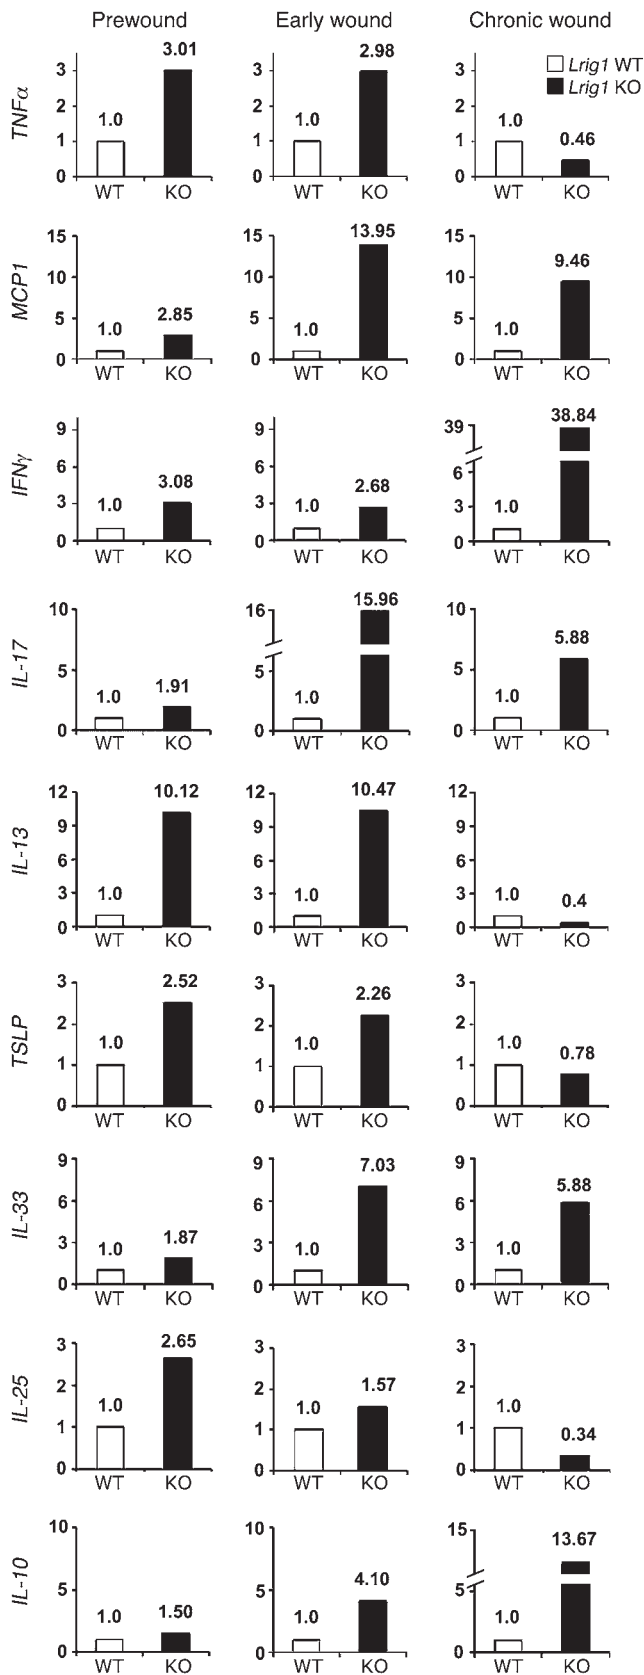 Prewound Early wound Chronic wound
Lrig1 WT
Lrig1 KO
TNFα
3 2 1 0 1.0 3.01 WT KO
3 2 1 0 1.0 2.98 WT KO
3 2 1 0 1.0 0.46 WT KO
MCP1
15 10 5 0 1.0 2.85 WT KO
15 10 5 0 1.0 13.95 WT KO
15 10 5 0 1.0 9.46 WT KO
IFNγ
9 6 3 0 1.0 3.08 WT KO
9 6 3 0 1.0 2.68 WT KO
39 6 3 0 1.0 38.84 WT KO
IL-17
10 5 0 1.0 1.91 WT KO
16 5 0 1.0 15.96 WT KO
10 5 0 1.0 5.88 WT KO
IL-13
12 9 6 3 0 1.0 10.12 WT KO
12 9 6 3 0 1.0 10.47 WT KO
12 9 6 3 0 1.0 0.4 WT KO
TSLP
3 2 1 0 1.0 2.52 WT KO
3 2 1 0 1.0 2.26 WT KO
3 2 1 0 1.0 0.78 WT KO
IL-33
9 6 3 0 1.0 1.87 WT KO
9 6 3 0 1.0 7.03 WT KO
9 6 3 0 1.0 5.88 WT KO
IL-25
3 2 1 0 1.0 2.65 WT KO
3 2 1 0 1.0 1.57 WT KO
3 2 1 0 1.0 0.34 WT KO
IL-10
10 5 0 1.0 1.50 WT KO
10 5 0 1.0 4.10 WT KO
15 5 0 1.0 13.67 WT KO